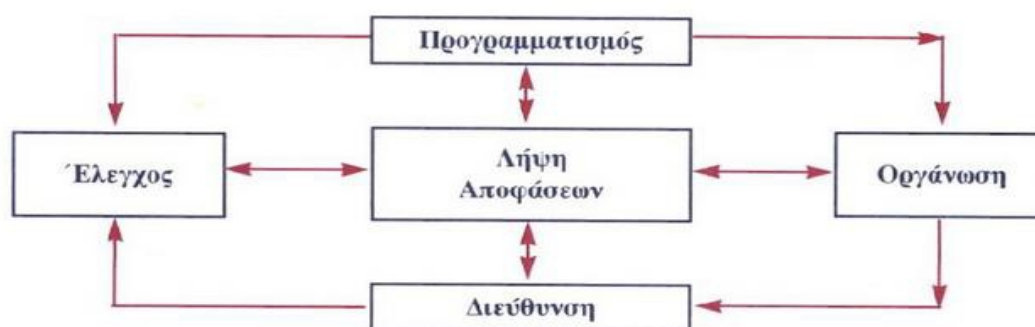 Προγραμματισμός
Έλεγχος
Λήψη
Αποφάσεων
Οργάνωση
Διεύθυνση